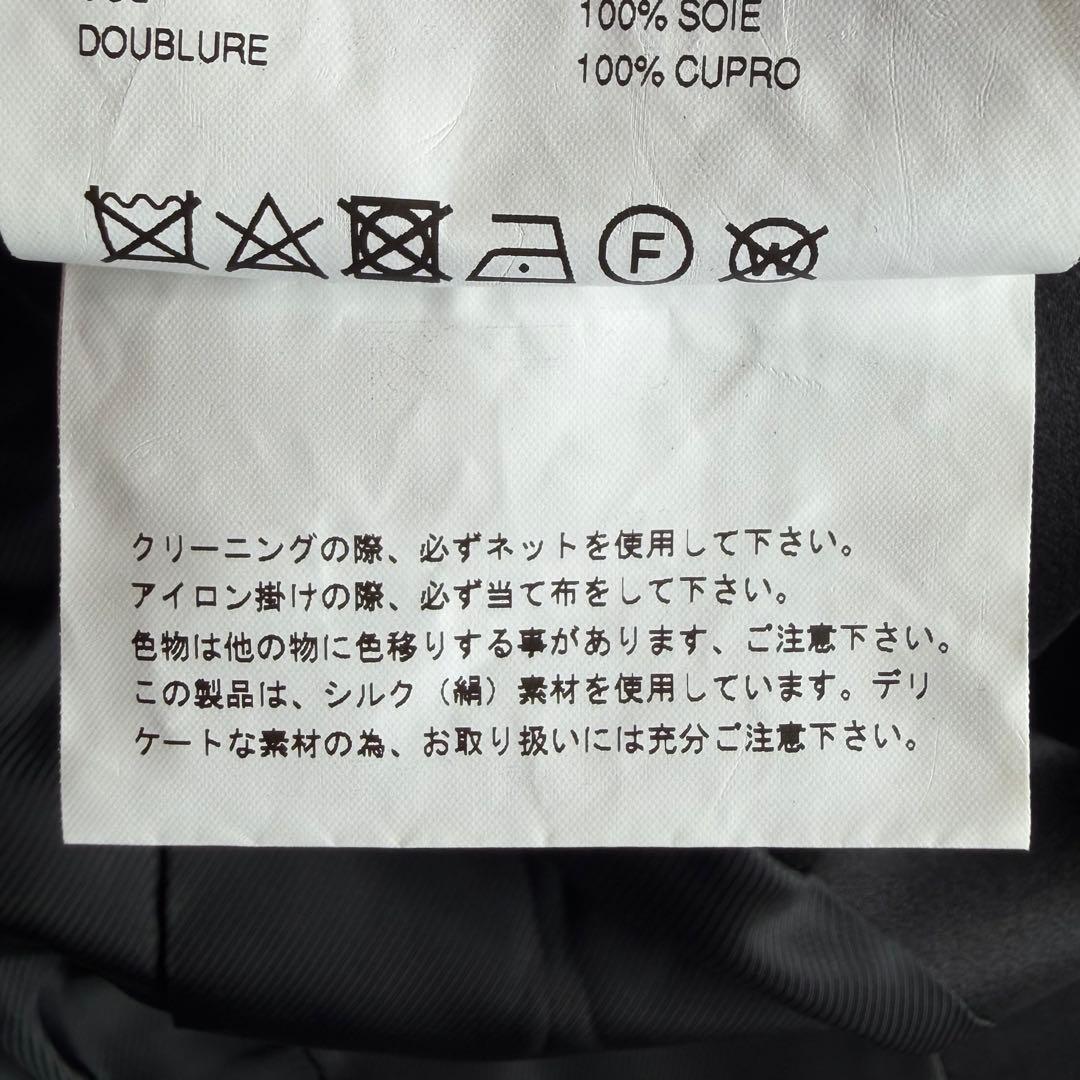 100% SOIE
DOUBLURE 100% CUPRO
F
W
クリーニングの際、必ずネットを使用して下さい。
アイロン掛けの際、必ず当て布をして下さい。
色物は他の物に色移りする事があります、ご注意下さい。
この製品は、シルク（絹）素材を使用しています。デリ
ケートな素材の為、お取り扱いには充分ご注意下さい。